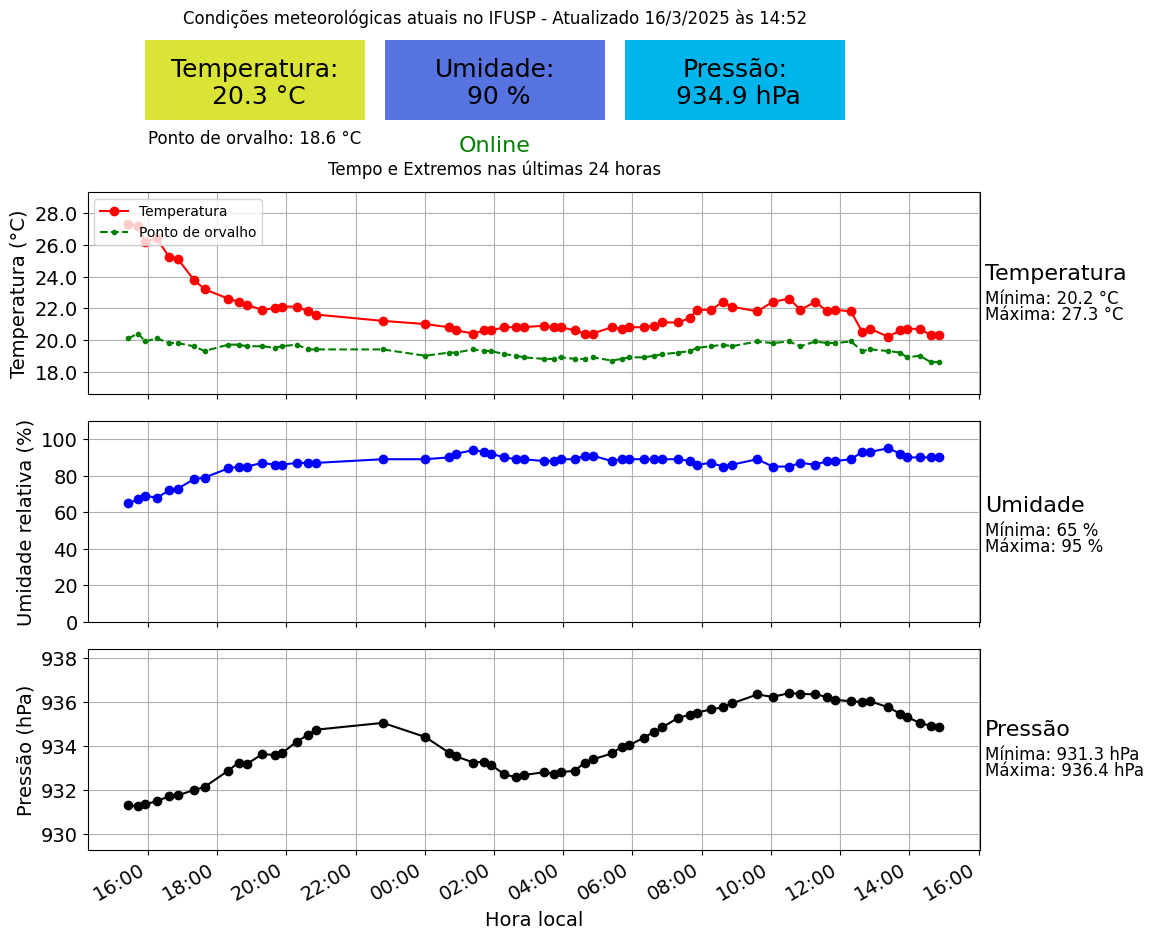 Condições meteorológicas atuais no IFUSP - Atualizado 16/3/2025 às 14:52
Temperatura:
20.3 °C
Umidade:
90 %
Pressão:
934.9 hPa
Ponto de orvalho: 18.6 °C
Online
Tempo e Extremos nas últimas 24 horas
Temperatura (°C)
28.0
26.0
24.0
22.0
20.0
18.0
Temperatura
Ponto de orvalho
Temperatura
Mínima: 20.2 °C
Máxima: 27.3 °C
Umidade relativa (%)
100
80
60
40
20
0
Umidade
Mínima: 65 %
Máxima: 95 %
Pressão (hPa)
938
936
934
932
930
Pressão
Mínima: 931.3 hPa
Máxima: 936.4 hPa
16:00 18:00 20:00 22:00 00:00 02:00 04:00 06:00 08:00 10:00 12:00 14:00 16:00
Hora local